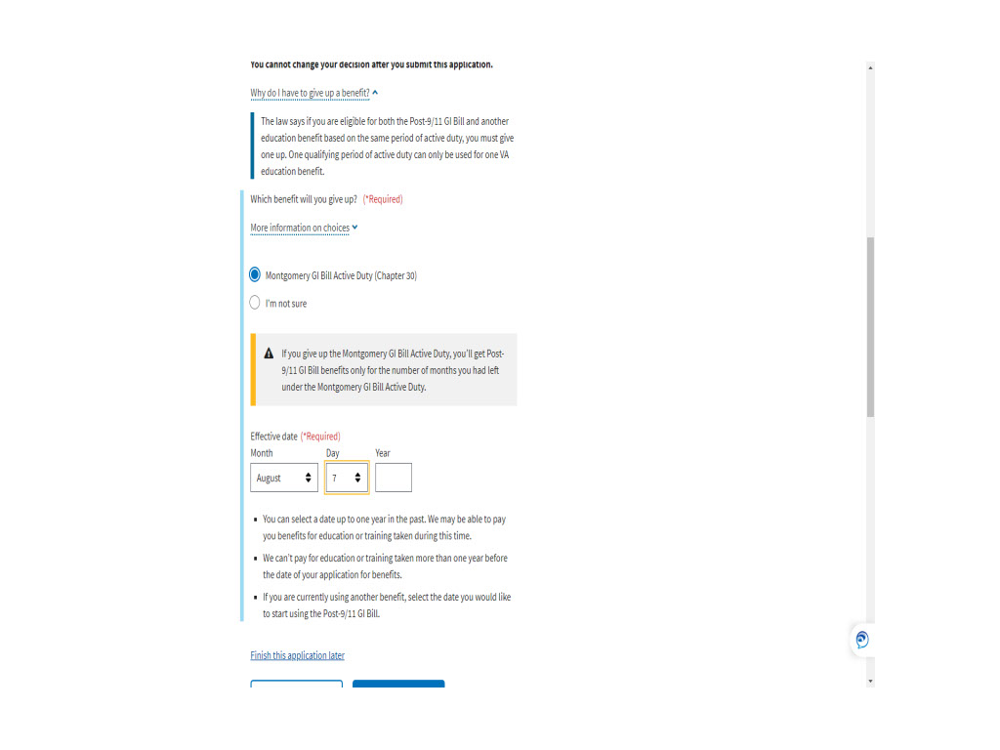 You cannot change your decision after you submit this application.
Why do I have to give up a benefit?
The law says if you are eligible for both the Post-9/11 GI Bill and another
education benefit based on the same period of active duty, you must give
one up. One qualifying period of active duty can only be used for one VA
education benefit.
Which benefit will you give up? (*Required)
More information on choices
Montgomery GI Bill Active Duty (Chapter 30)
I'm not sure
If you give up the Montgomery GI Bill Active Duty, you'll get Post-
9/11 GI Bill benefits only for the number of months you had left
under the Montgomery GI Bill Active Duty.
Effective date (*Required)
Month Day Year
August 7
You can select a date up to one year in the past. We may be able to pay
you benefits for education or training taken during this time.
We can't pay for education or training taken more than one year before
the date of your application for benefits.
If you are currently using another benefit, select the date you would like
to start using the Post-9/11 GI Bill.
Finish this application later